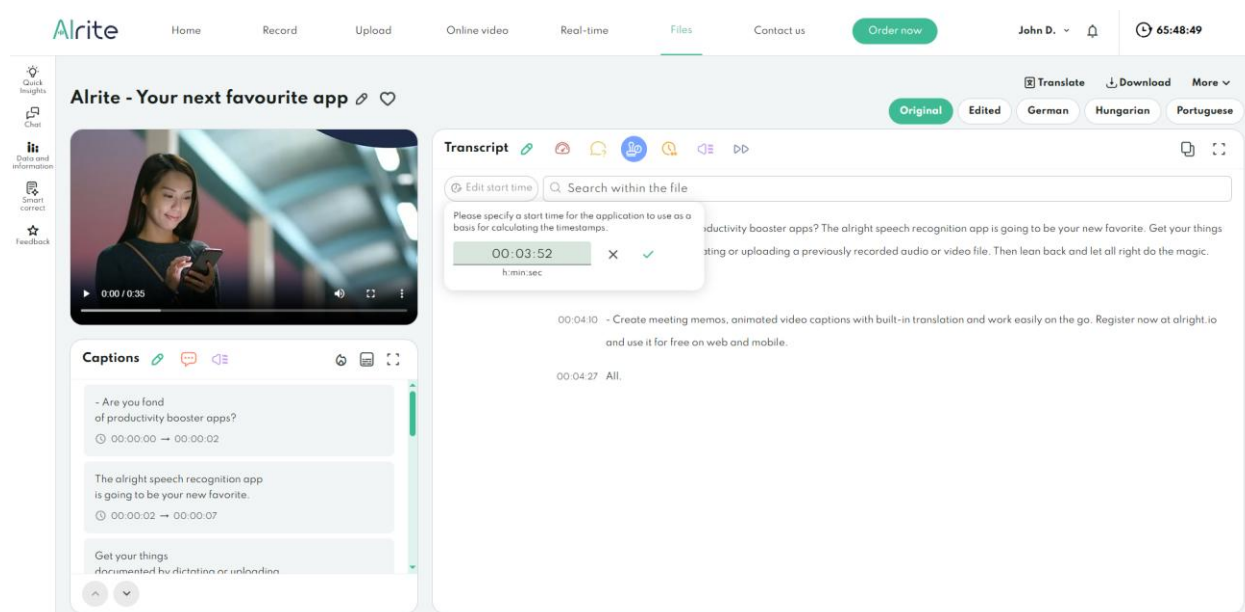 Alrite
Home
Record
Upload
Online video
Real-time
Files
Contact us
Order now
John D.
65:48:49
Quick
Insights
Chat
Data and
information
Smart
correct
Feedback
Alrite - Your next favourite app
Translate
Download
More
Original
Edited
German
Hungarian
Portuguese
0:00 / 0:35
Captions
- Are you fond
of productivity booster apps?
00:00:00 → 00:00:02
The alright speech recognition app
is going to be your new favorite.
00:00:02 → 00:00:07
Get your things
documented by dictating or uploading
Transcript
Edit start time
Search within the file
Please specify a start time for the application to use as a
basis for calculating the timestamps.
00:03:52
h:min:sec
booster apps? The alright speech recognition app is going to be your new favorite. Get your things
or uploading a previously recorded audio or video file. Then lean back and let all right do the magic.
00:04:10 - Create meeting memos, animated video captions with built-in translation and work easily on the go. Register now at alright.io
and use it for free on web and mobile.
00:04:27 All.